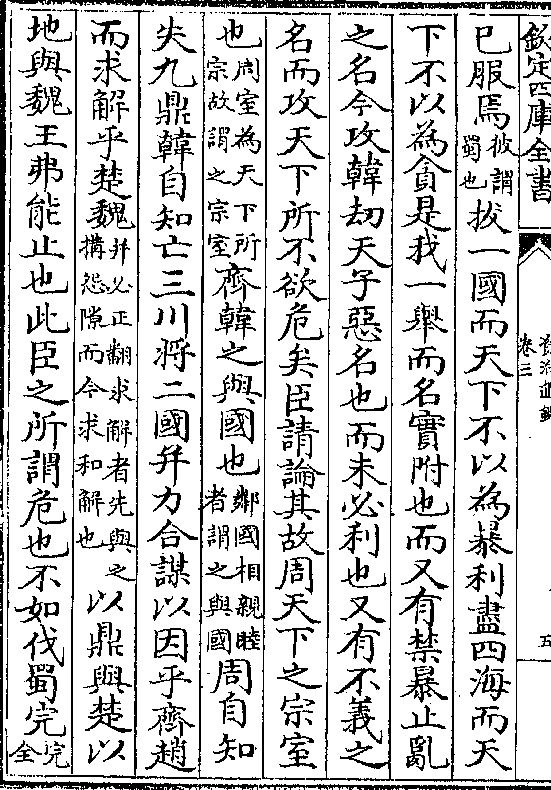 欽定四庫全書
資治通鑑
卷三
五
已服焉彼謂蜀也拔一國而天下不以為暴利盡四海而天
下不以為貪是我一舉而名實附也而又有禁暴止亂
之名今攻韓劫天子惡名也而未必利也又有不義之
名而攻天下所不欲危矣臣請論其故周天下之宗室
也周室為天下所宗故謂之宗室齊韓之與國也鄰國相親睦者謂之與國周自知
失九鼎韓自知亡三川將二國并力合謀以因乎齊趙
而求解乎楚魏并必正翻求解者先與之搆怨隙而今求和解也以鼎與楚以
地與魏王弗能止也此臣之所謂危也不如伐蜀完完全